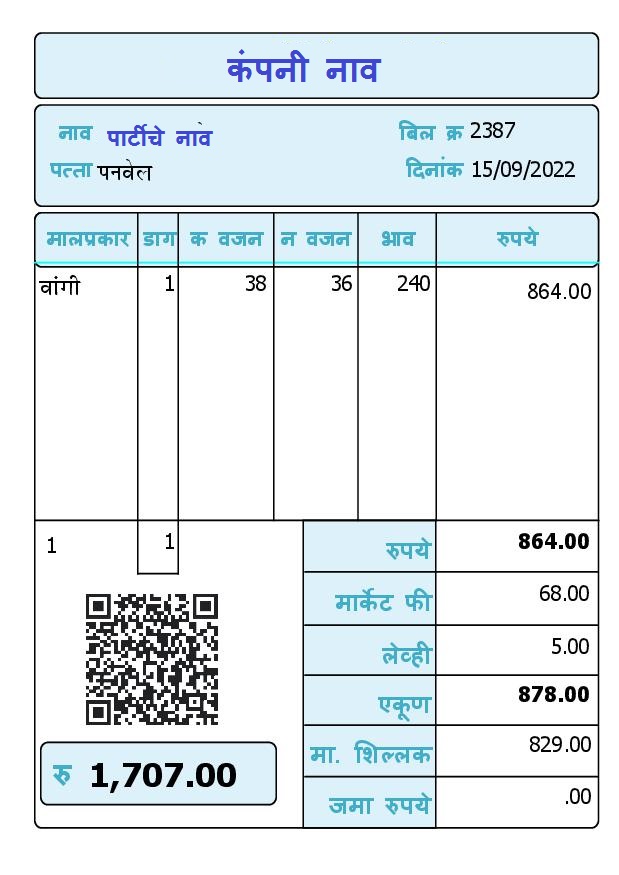 कंपनी नाव
नाव पार्टीचे नाव बिल क्र 2387
पत्ता पनवेल दिनांक 15/09/2022
मालप्रकार डाग क वजन न वजन भाव रुपये
वांगी 1 38 36 240 864.00
1 1 रुपये 864.00
मार्केट फी 68.00
लेव्ही 5.00
एकूण 878.00
मा. शिल्लक 829.00
रु 1,707.00
जमा रुपये .00